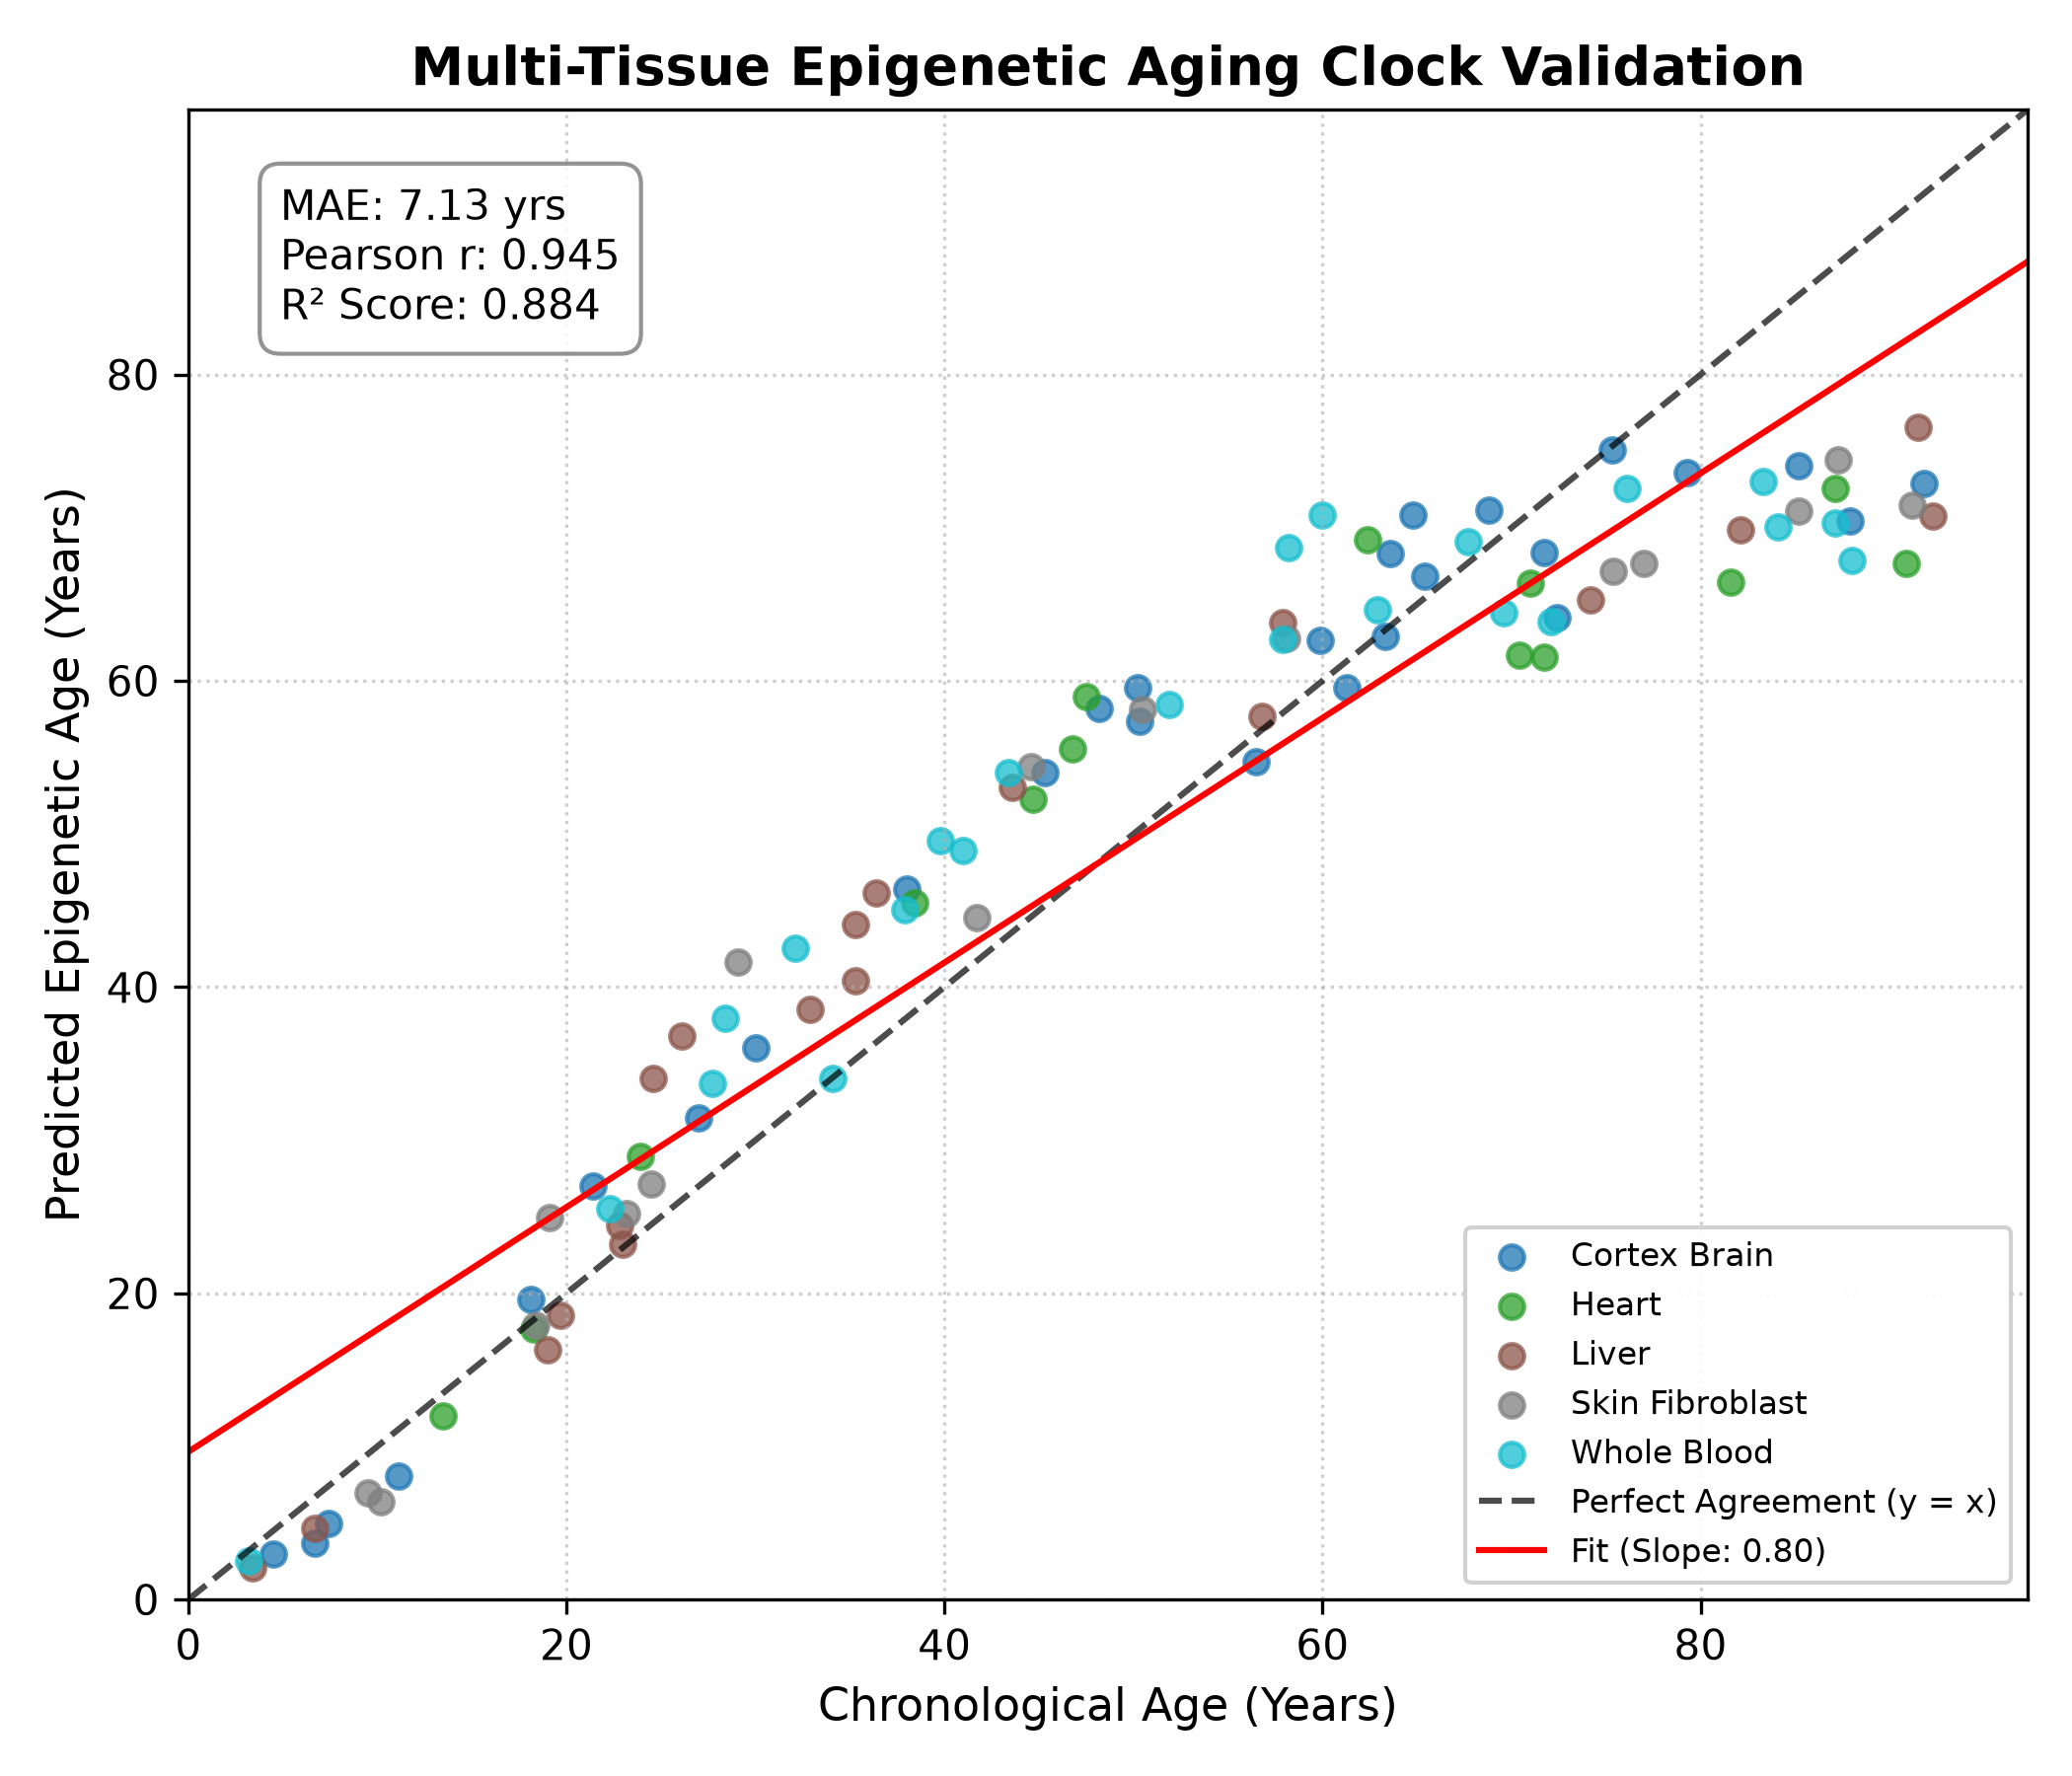 Multi-Tissue Epigenetic Aging Clock Validation
MAE: 7.13 yrs
Pearson r: 0.945
R² Score: 0.884
Predicted Epigenetic Age (Years)
80
60
40
20
0
0 20 40 60 80
Chronological Age (Years)
Cortex Brain
Heart
Liver
Skin Fibroblast
Whole Blood
Perfect Agreement (y = x)
Fit (Slope: 0.80)